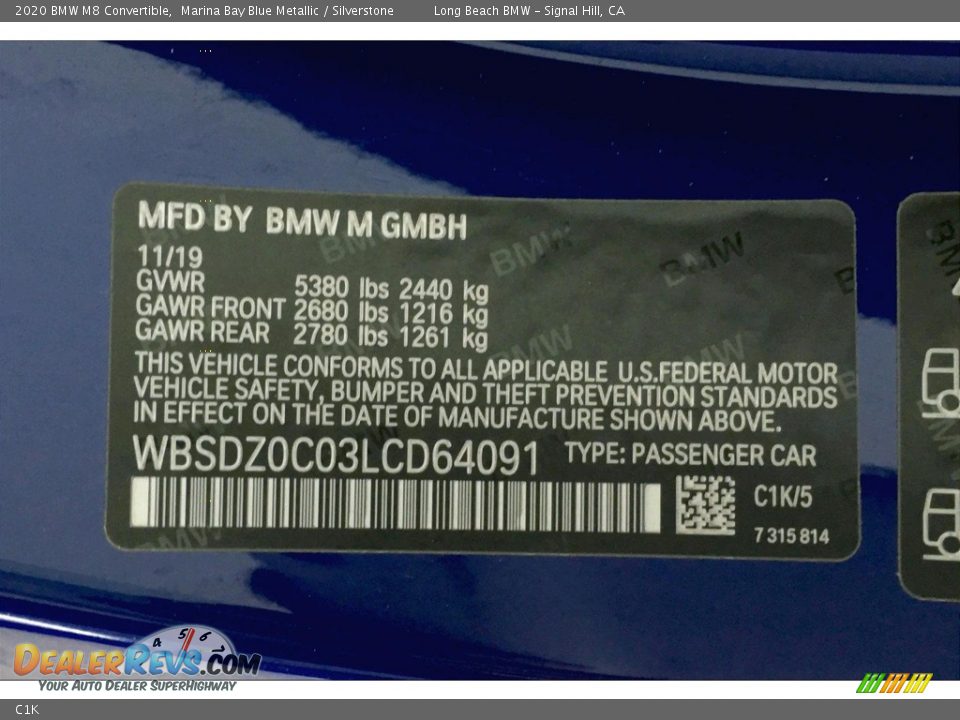 2020 BMW M8 Convertible, Marina Bay Blue Metallic / Silverstone Long Beach BMW - Signal Hill, CA
MFD BY BMW M GMBH
11/19
GVWR 5380 lbs 2440 kg
GAWR FRONT 2680 lbs 1216 kg
GAWR REAR 2780 lbs 1261 kg
THIS VEHICLE CONFORMS TO ALL APPLICABLE U.S.FEDERAL MOTOR
VEHICLE SAFETY, BUMPER AND THEFT PREVENTION STANDARDS
IN EFFECT ON THE DATE OF MANUFACTURE SHOWN ABOVE.
WBSDZ0C03LCD64091 TYPE: PASSENGER CAR
C1K/5
7 315 814
4 5 6
DEALERREVS.COM
YOUR AUTO DEALER SUPERHIGHWAY
C1K